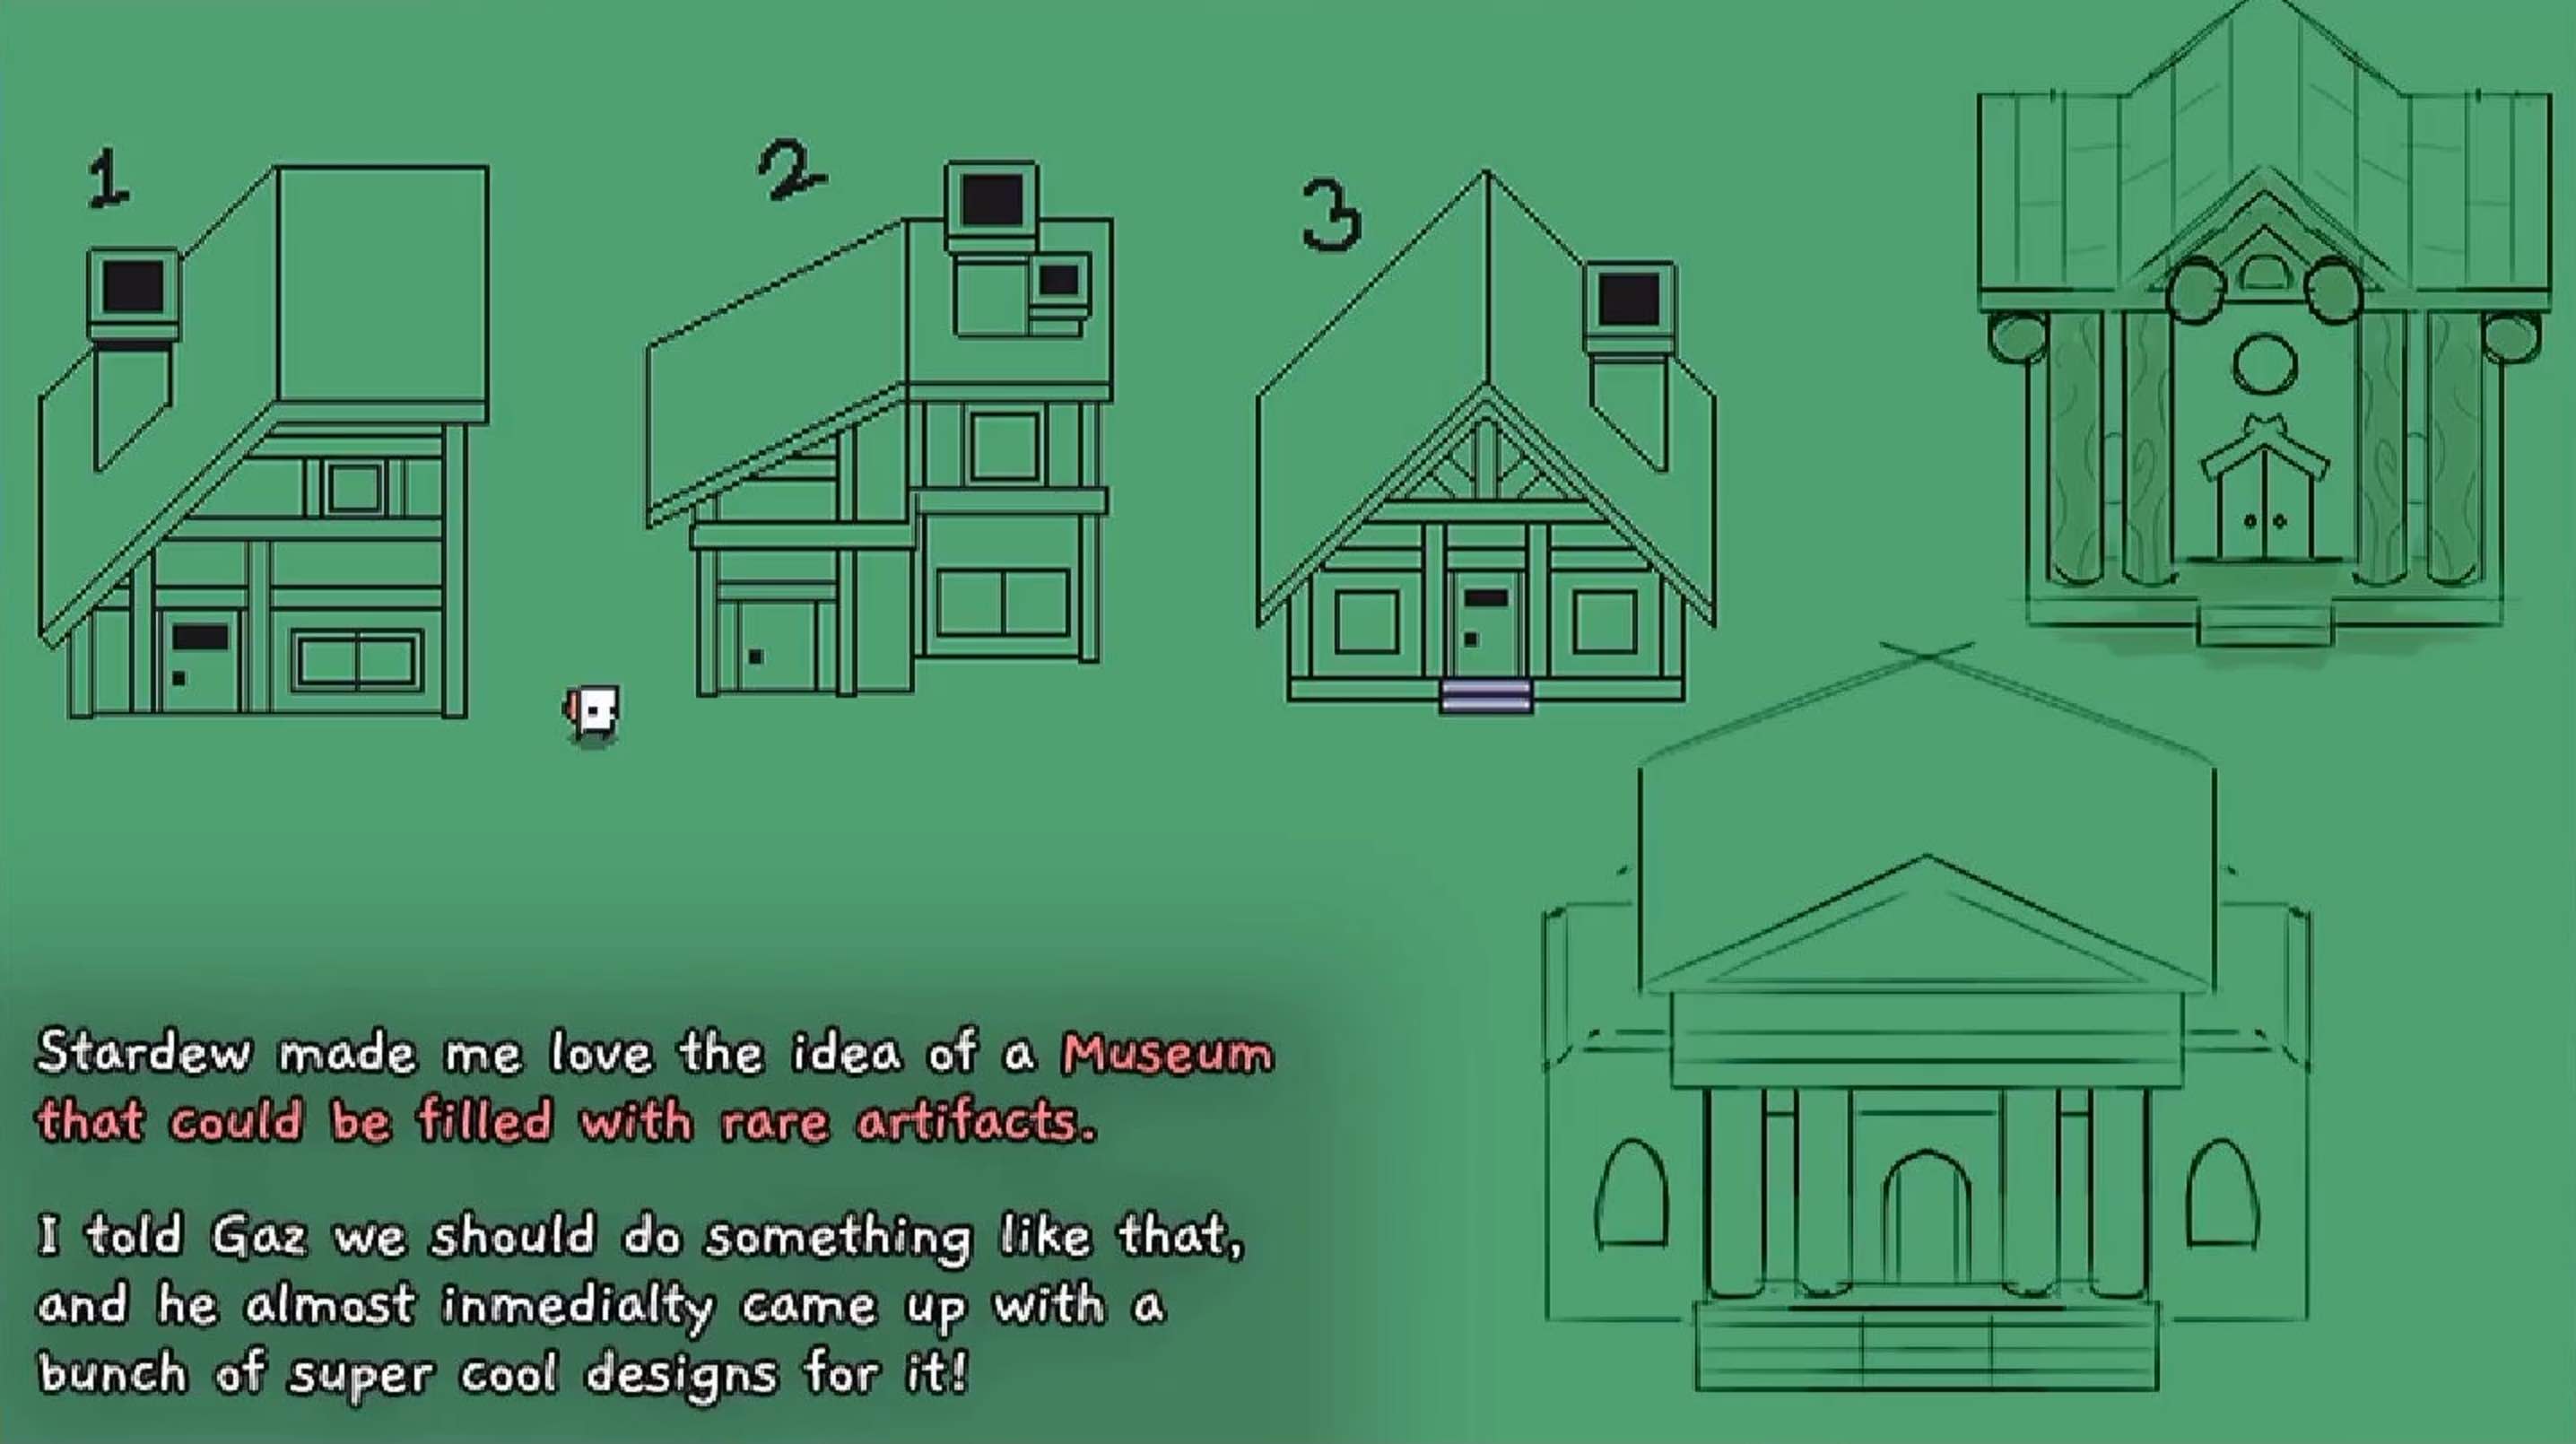 1
2
3
Stardew made me love the idea of a Museum
that could be filled with rare artifacts.
I told Gaz we should do something like that,
and he almost inmedialty came up with a
bunch of super cool designs for it!